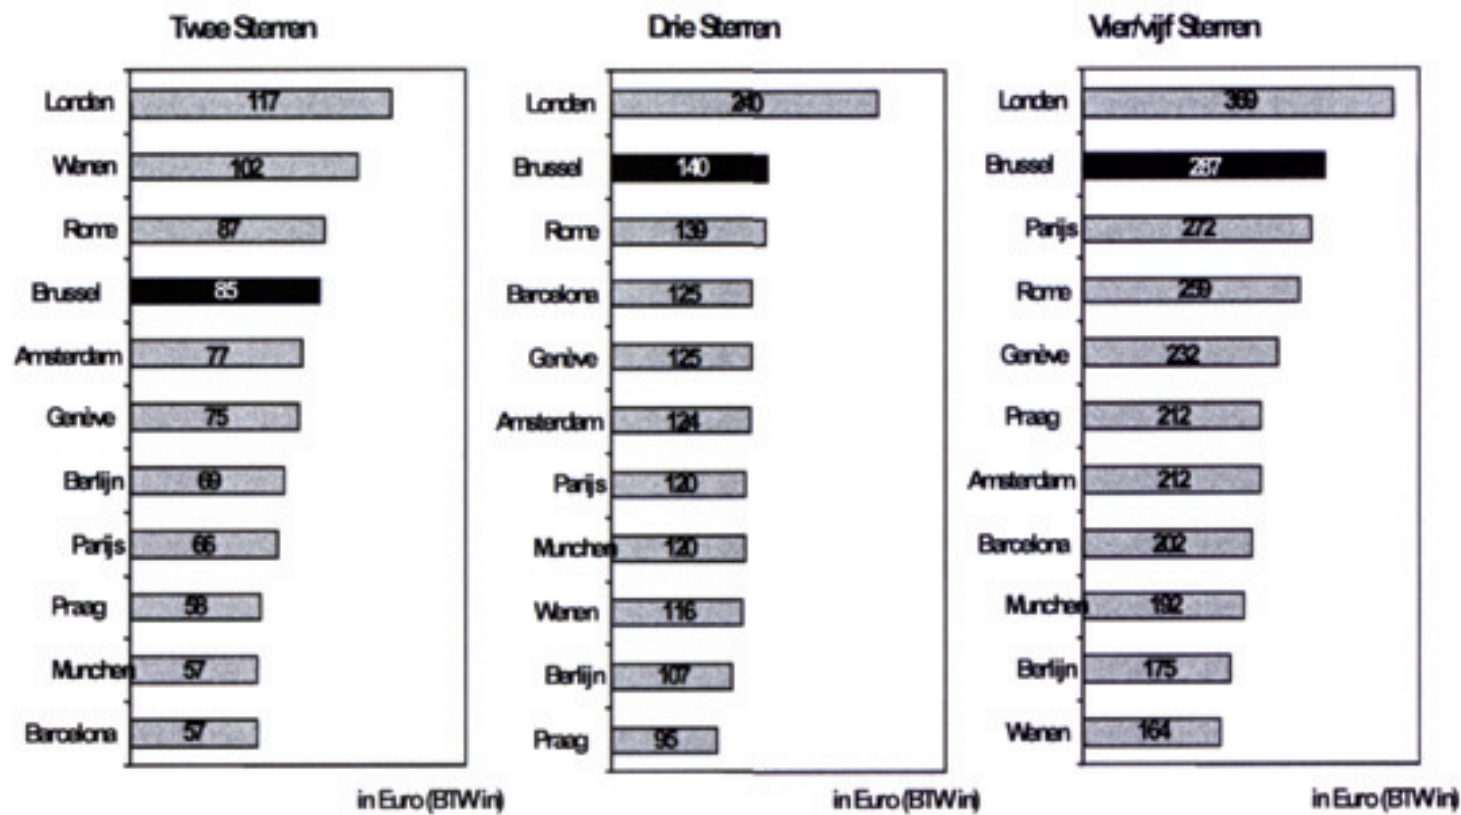 Twee Sterren
Londen 117
Wenen 102
Rome 87
Brussel 85
Amsterdam 77
Genève 75
Berlijn 69
Parijs 66
Praag 58
Munchen 57
Barcelona 57
in Euro (BTW in)
Drie Sterren
Londen 240
Brussel 140
Rome 139
Barcelona 125
Genève 125
Amsterdam 124
Parijs 120
Munchen 120
Wenen 116
Berlijn 107
Praag 95
in Euro (BTW in)
Vier/vijf Sterren
Londen 369
Brussel 287
Parijs 272
Rome 259
Genève 232
Praag 212
Amsterdam 212
Barcelona 202
Munchen 192
Berlijn 175
Wenen 164
in Euro (BTW in)